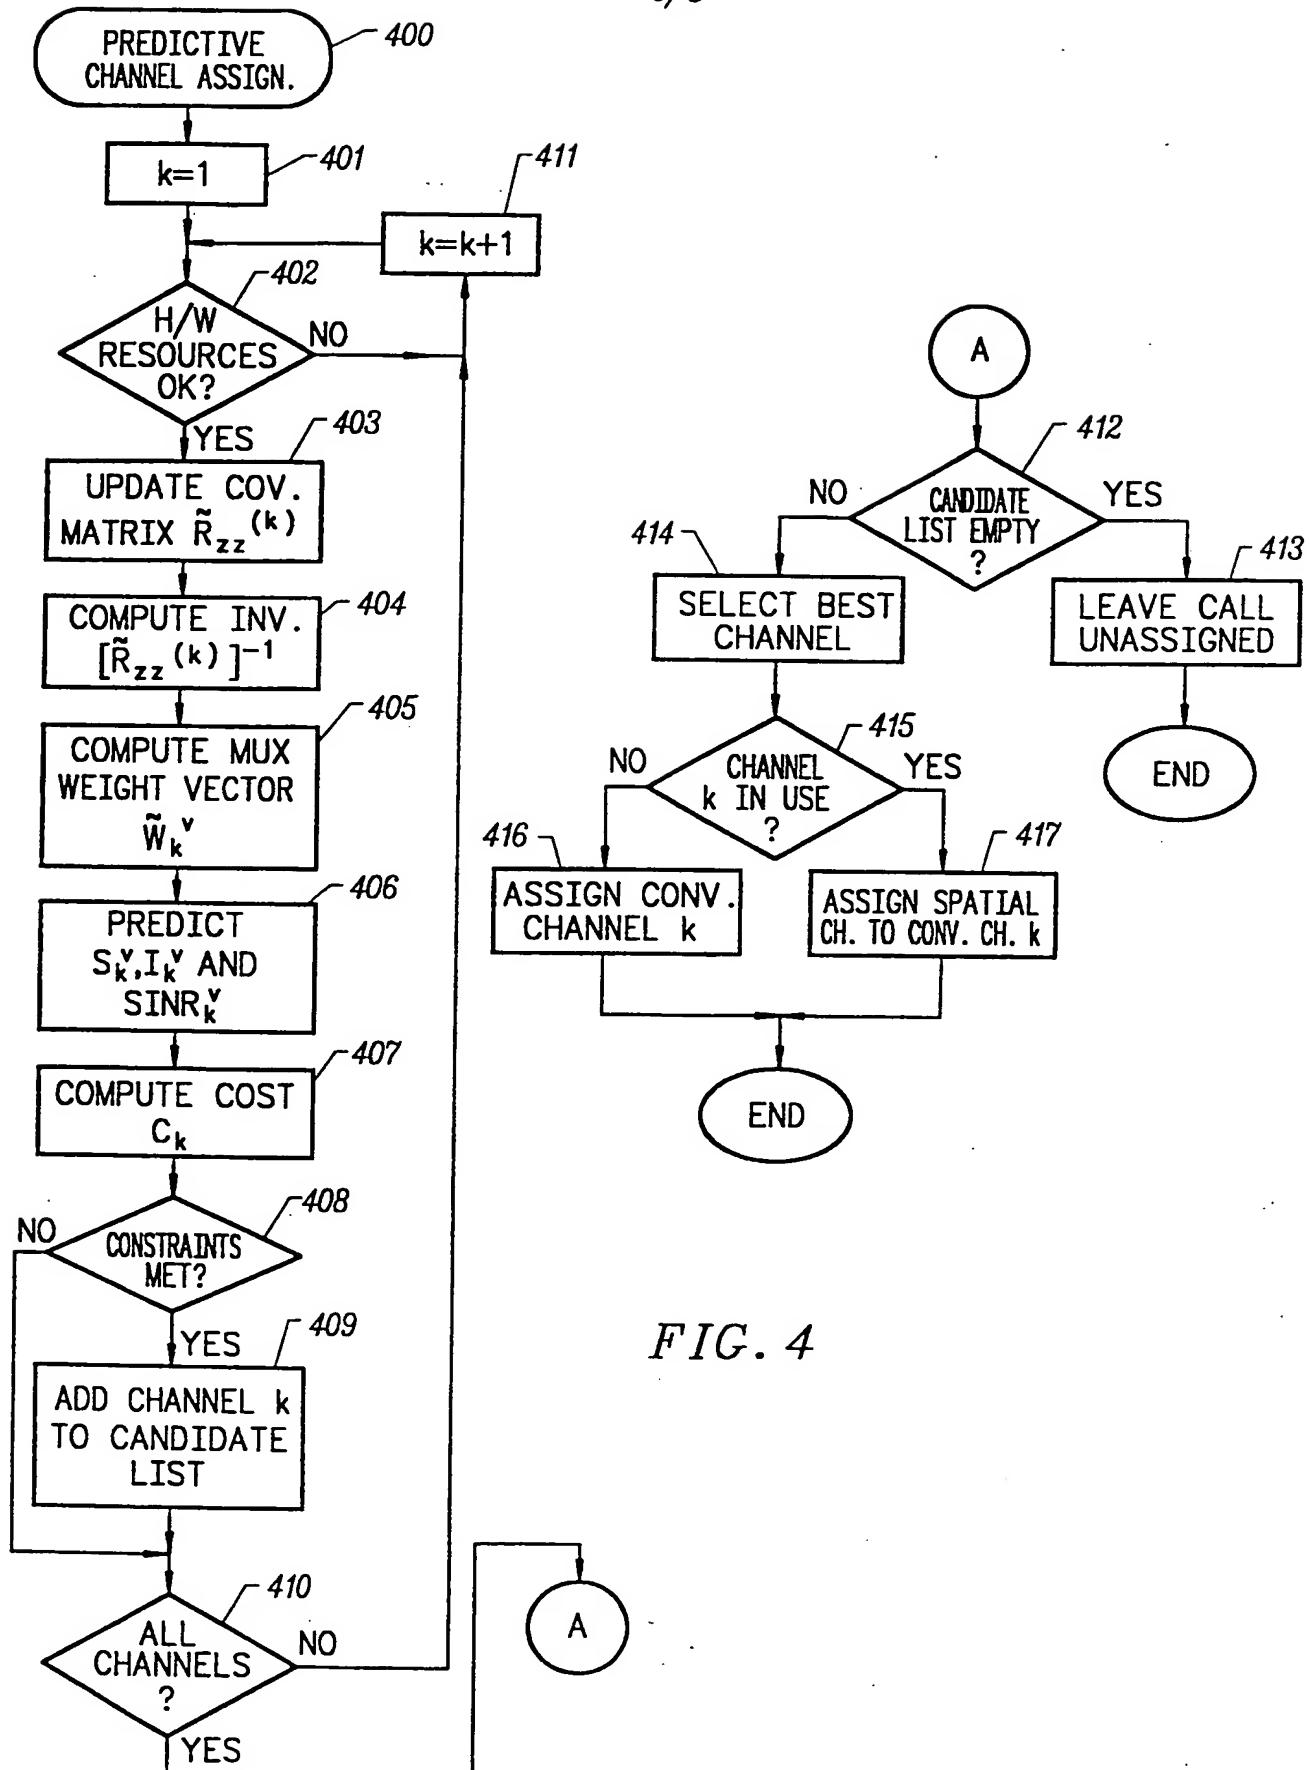 PREDICTIVE
CHANNEL ASSIGN.
400
k=1
401
k=k+1
411
H/W
RESOURCES
OK?
402
NO
YES
UPDATE COV.
MATRIX R̃zz(k)
403
COMPUTE INV.
[R̃zz(k)]⁻¹
404
COMPUTE MUX
WEIGHT VECTOR
W̃kᵛ
405
PREDICT
Skᵛ,Ikᵛ AND
SINRkᵛ
406
COMPUTE COST
Ck
407
CONSTRAINTS
MET?
408
NO
YES
ADD CHANNEL k
TO CANDIDATE
LIST
409
ALL
CHANNELS
?
410
NO
YES
A
A
CANDIDATE
LIST EMPTY
?
412
NO
YES
SELECT BEST
CHANNEL
414
LEAVE CALL
UNASSIGNED
413
END
CHANNEL
k IN USE
?
415
NO
YES
ASSIGN CONV.
CHANNEL k
416
ASSIGN SPATIAL
CH. TO CONV. CH. k
417
END
FIG. 4